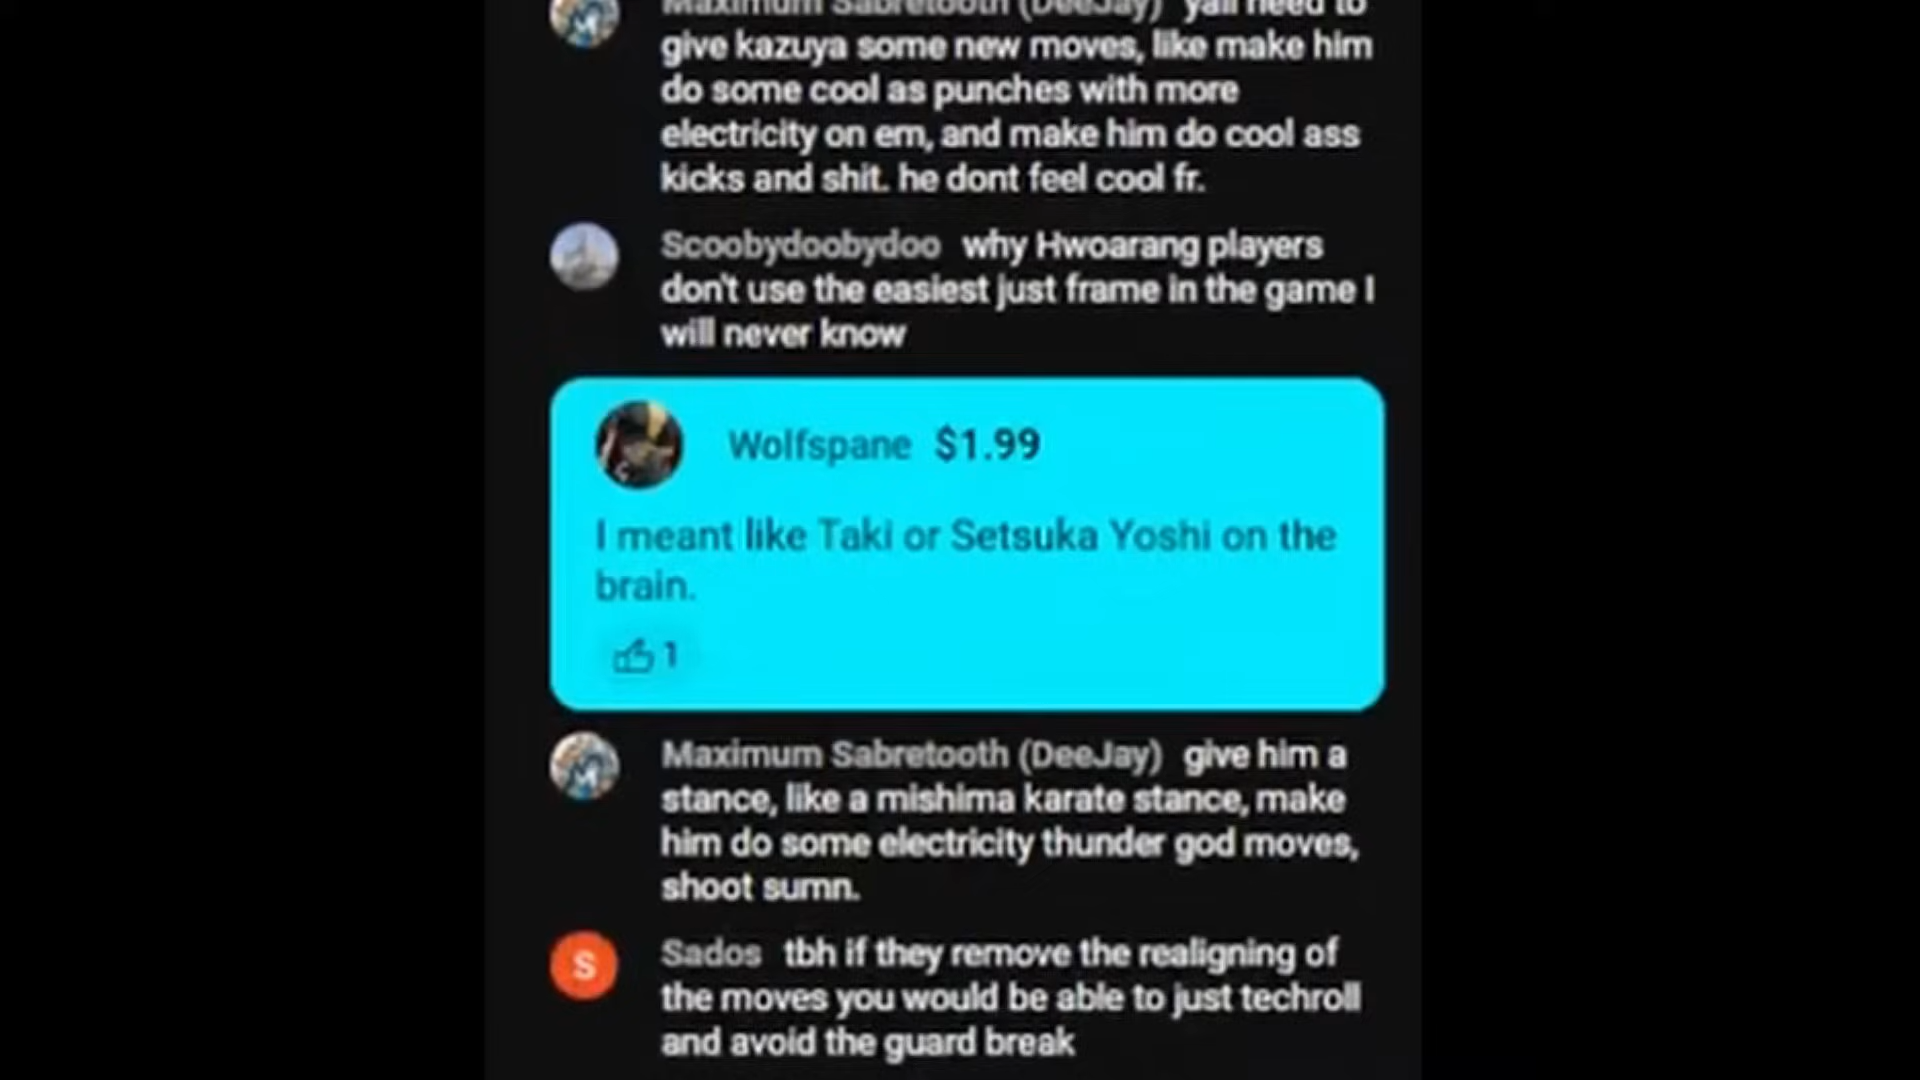 Maximum Sabretooth (DeeJay) yall need to
give kazuya some new moves, like make him
do some cool as punches with more
electricity on em, and make him do cool ass
kicks and shit. he dont feel cool fr.
Scoobydoobydoo why Hwoarang players
don't use the easiest just frame in the game I
will never know
Wolfspane $1.99
I meant like Taki or Setsuka Yoshi on the
brain.
1
Maximum Sabretooth (DeeJay) give him a
stance, like a mishima karate stance, make
him do some electricity thunder god moves,
shoot sumn.
S
Sados tbh if they remove the realigning of
the moves you would be able to just techroll
and avoid the guard break